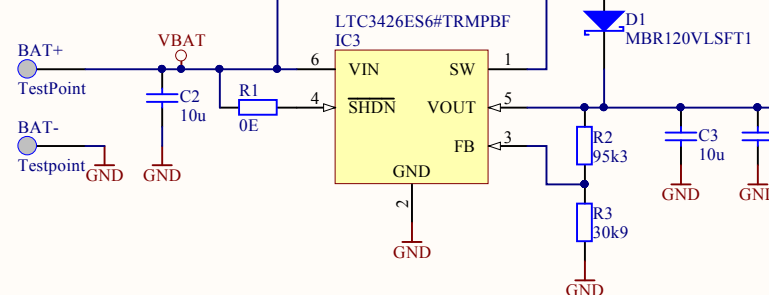 LTC3426ES6#TRMPBF
IC3
D1
MBR120VLSFT1
BAT+
TestPoint
VBAT
C2
10u
R1
0E
6
VIN
SW
1
4
SHDN
VOUT
5
FB
3
GND
2
GND
BAT-
Testpoint
GND
GND
R2
95k3
R3
30k9
GND
C3
10u
GND